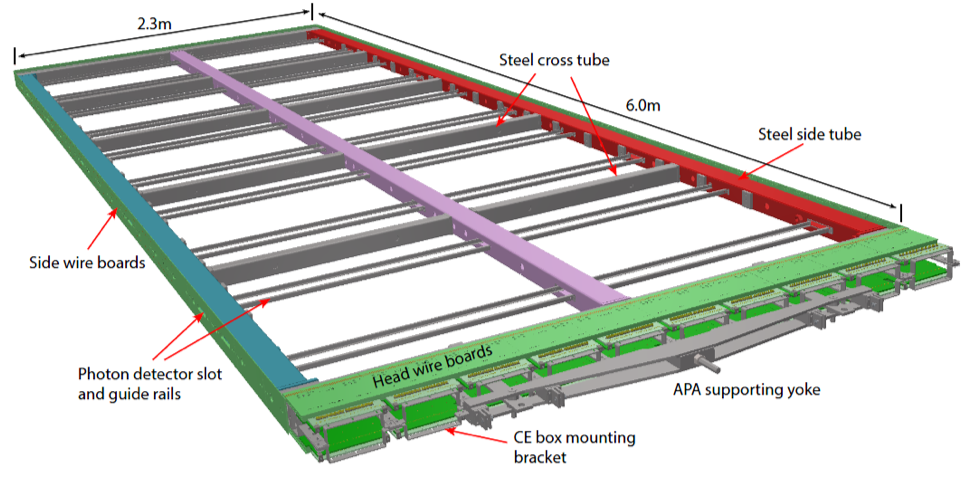 2.3m
Steel cross tube
6.0m
Steel side tube
Side wire boards
Photon detector slot
and guide rails
Head wire boards
APA supporting yoke
CE box mounting
bracket